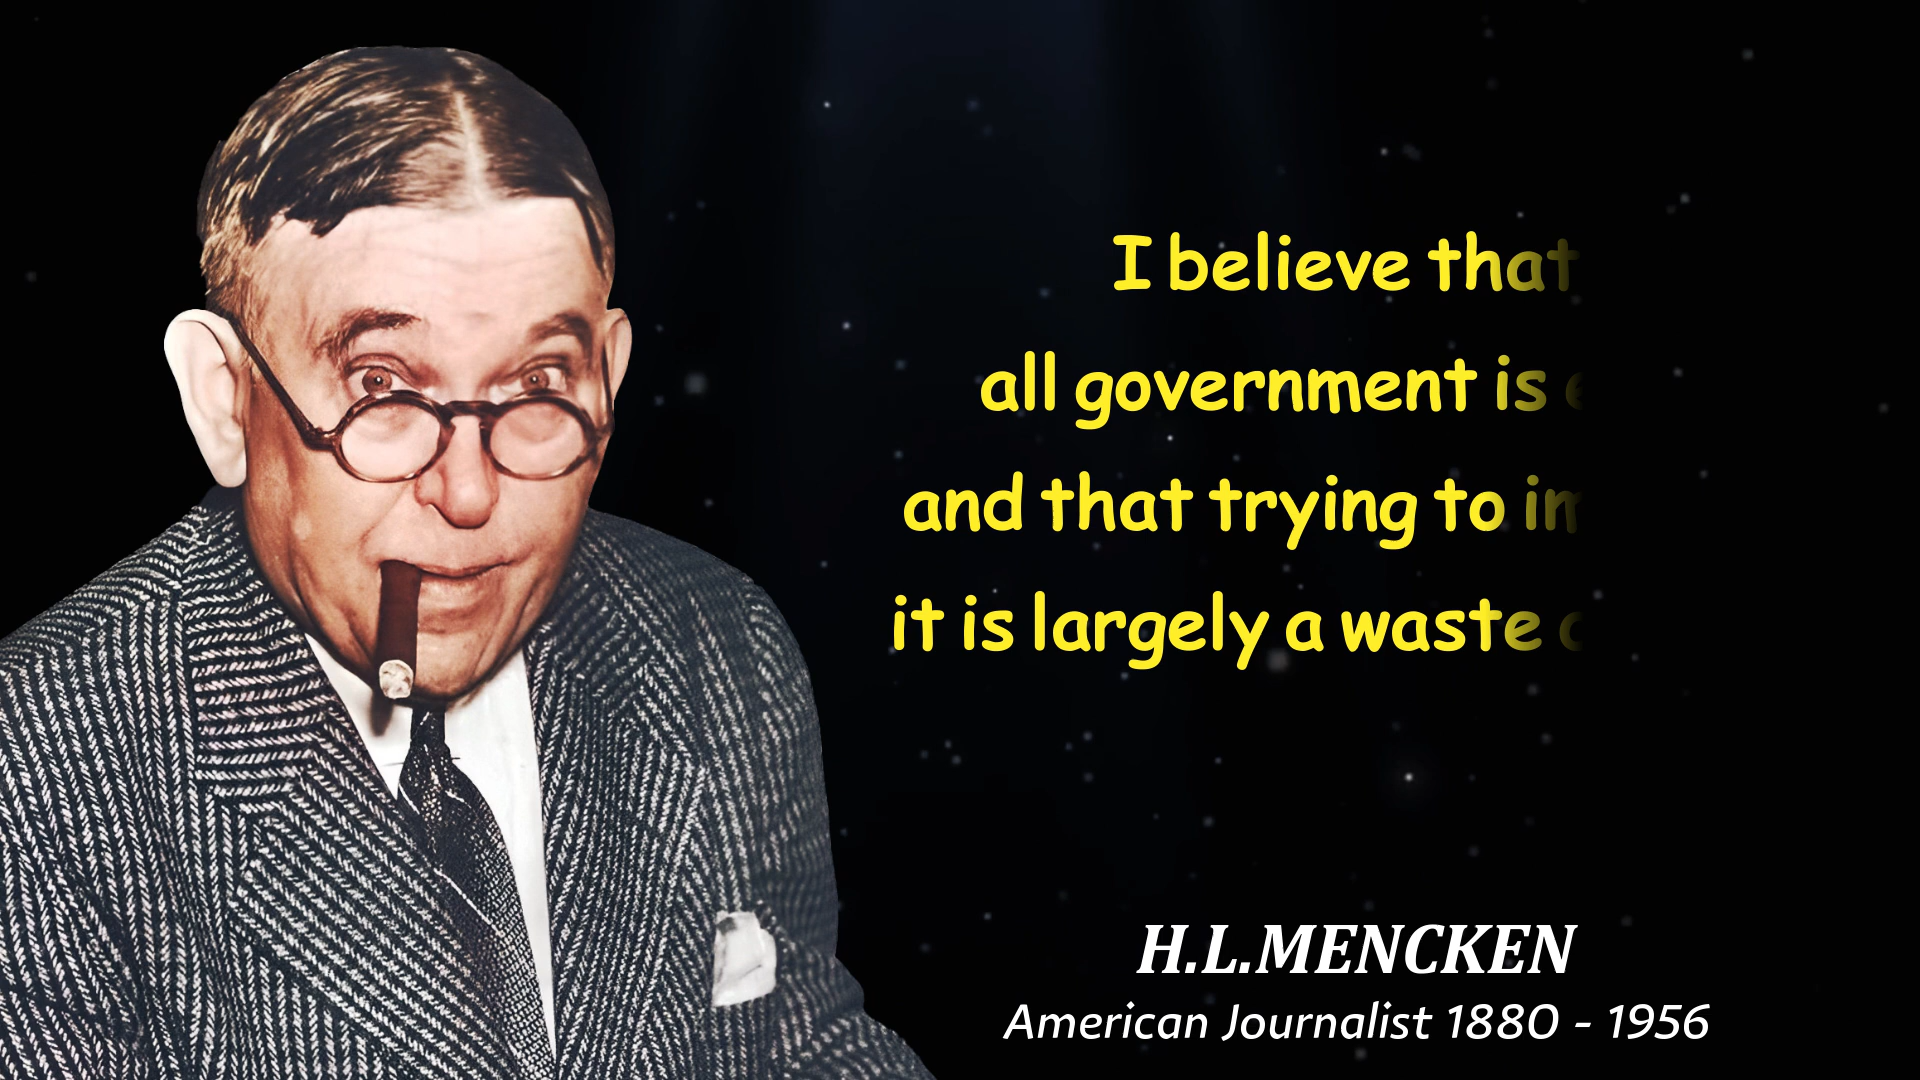 I believe that
all government is
and that trying to
it is largely a waste
H.L.MENCKEN
American Journalist 1880 - 1956